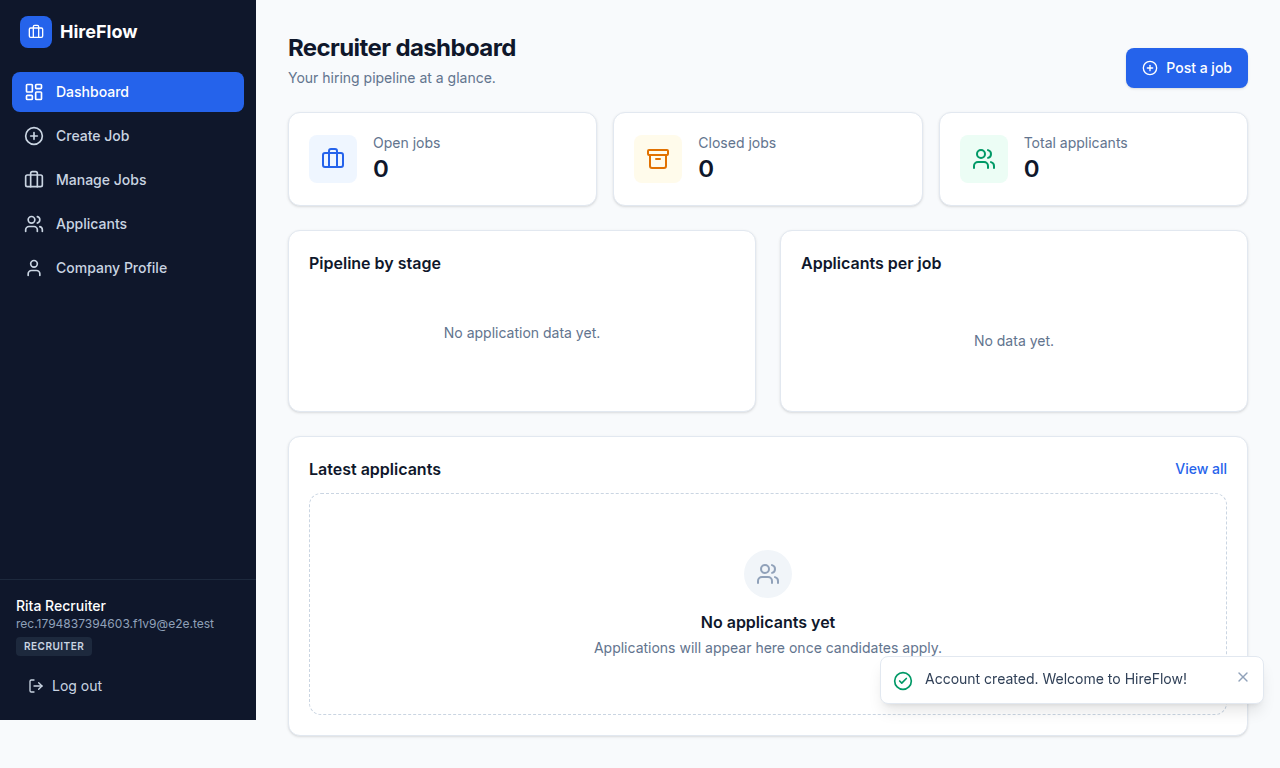 HireFlow
Dashboard
Create Job
Manage Jobs
Applicants
Company Profile
Rita Recruiter
rec.1794837394603.f1v9@e2e.test
RECRUITER
Log out
Recruiter dashboard
Your hiring pipeline at a glance.
Post a job
Open jobs
0
Closed jobs
0
Total applicants
0
Pipeline by stage
No application data yet.
Applicants per job
No data yet.
Latest applicants
View all
No applicants yet
Applications will appear here once candidates apply.
Account created. Welcome to HireFlow!